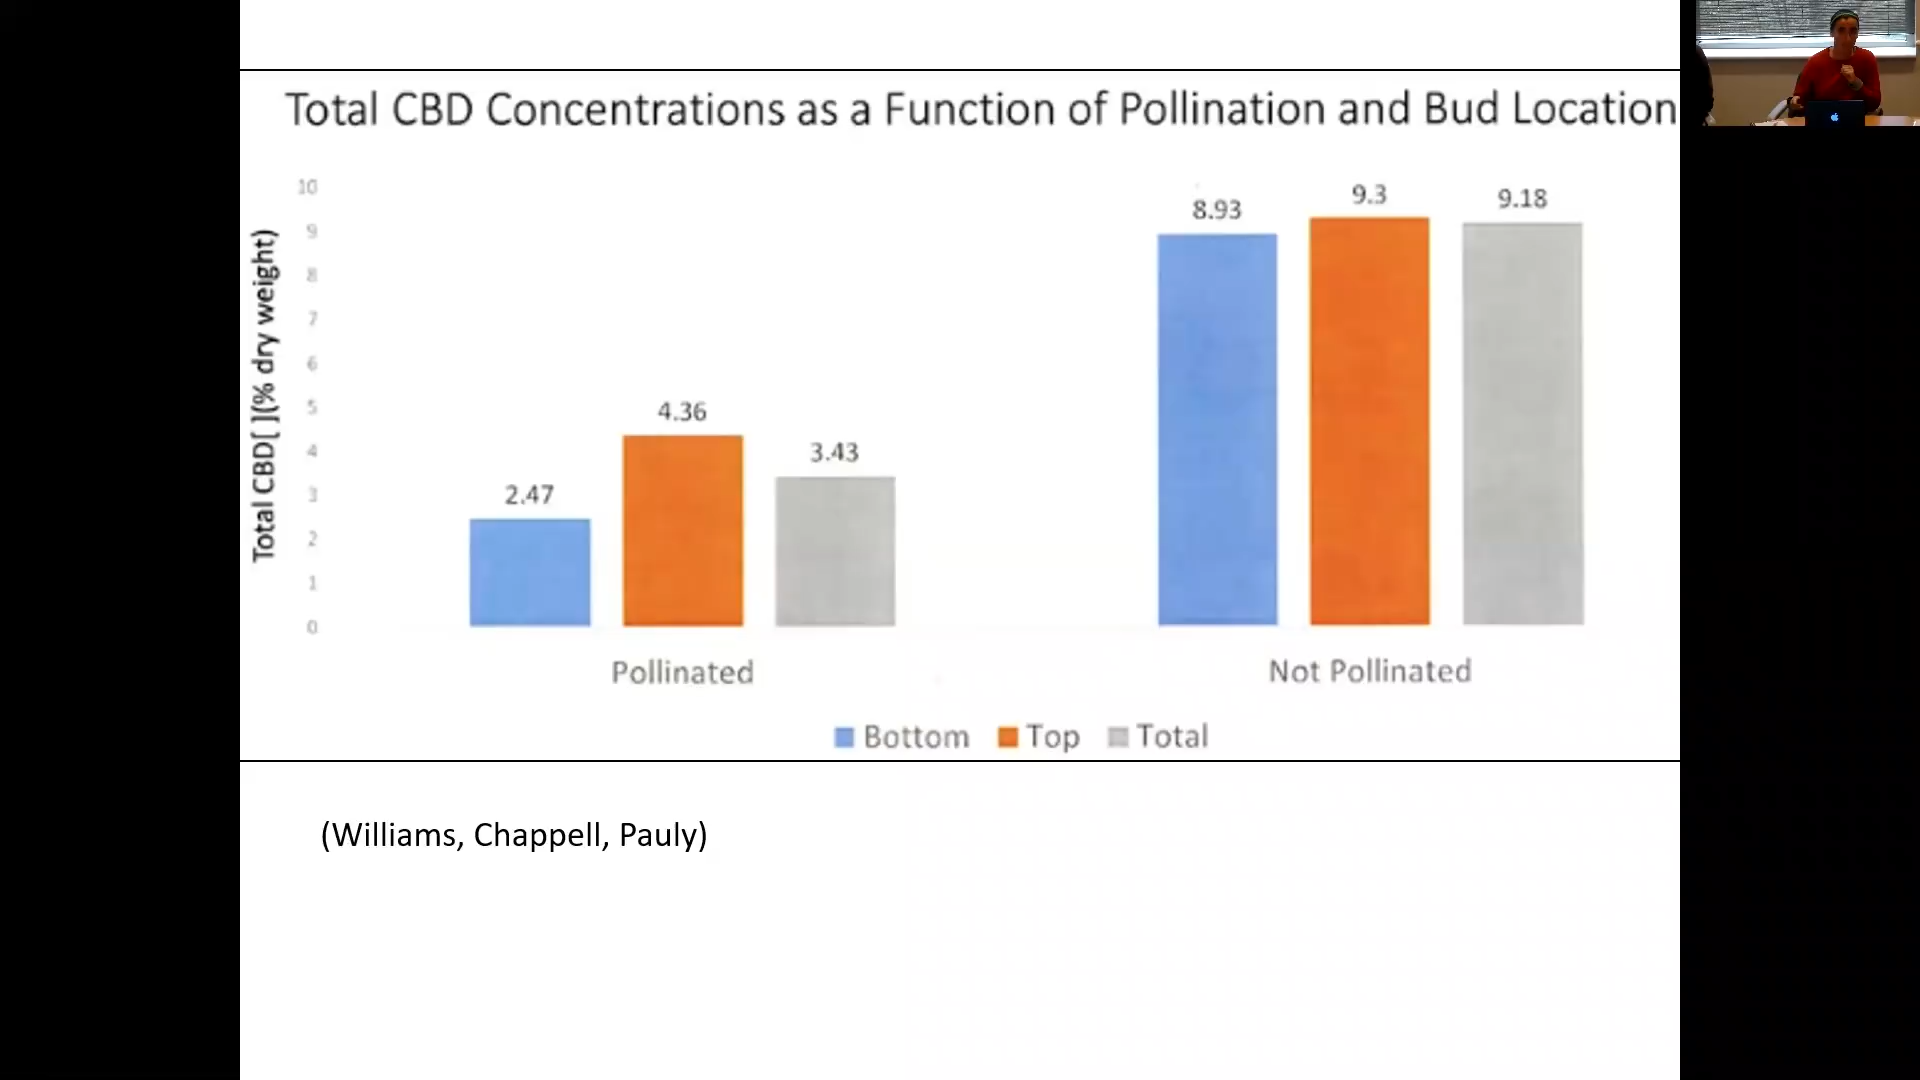 Total CBD Concentrations as a Function of Pollination and Bud Location
Total CBD[ ](% dry weight)
10
9
8
7
6
5
4
3
2
1
0
2.47
4.36
3.43
8.93
9.3
9.18
Pollinated
Not Pollinated
Bottom Top Total
(Williams, Chappell, Pauly)